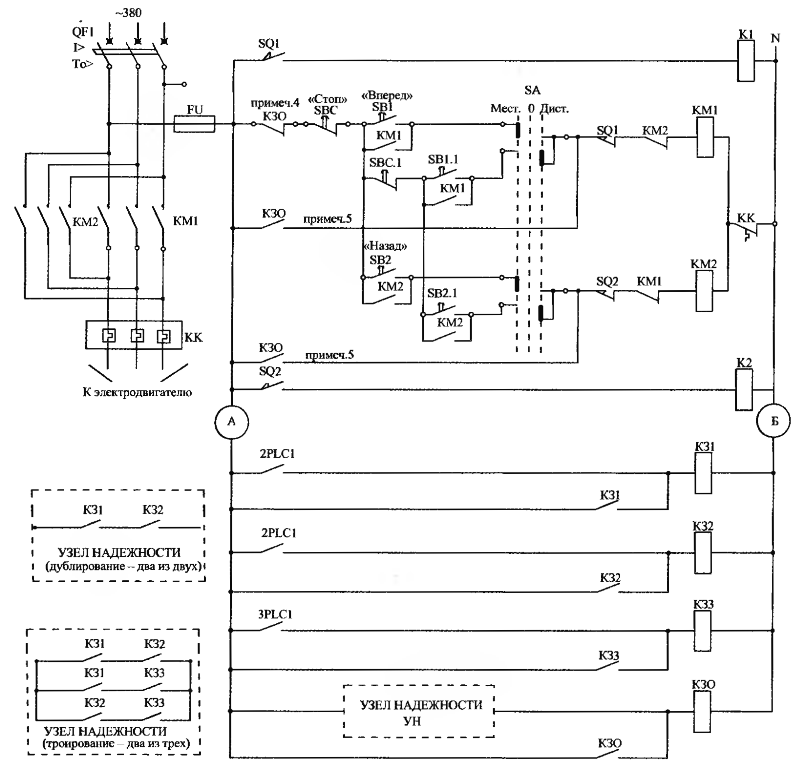 ~380
QF1
I>
To>
FU
KM2
KM1
KK
К электродвигателю
SQ1
K1
N
примеч.4
КЗО
«Стоп»
SBC
«Вперед»
SB1
KM1
SA
Мест. 0 Дист.
SQ1
KM2
KM1
SBC.1
SB1.1
KM1
КЗО
примеч.5
KK
«Назад»
SB2
KM2
SB2.1
KM2
SQ2
KM1
KM2
КЗО
примеч.5
SQ2
K2
А
Б
2PLC1
КЗ1
КЗ1
2PLC1
КЗ2
КЗ2
3PLC1
КЗ3
КЗ3
УЗЕЛ НАДЕЖНОСТИ
УН
КЗО
КЗО
КЗ1 КЗ2
УЗЕЛ НАДЕЖНОСТИ
(дублирование – два из двух)
КЗ1 КЗ2
КЗ1 КЗ3
КЗ2 КЗ3
УЗЕЛ НАДЕЖНОСТИ
(троирование – два из трех)